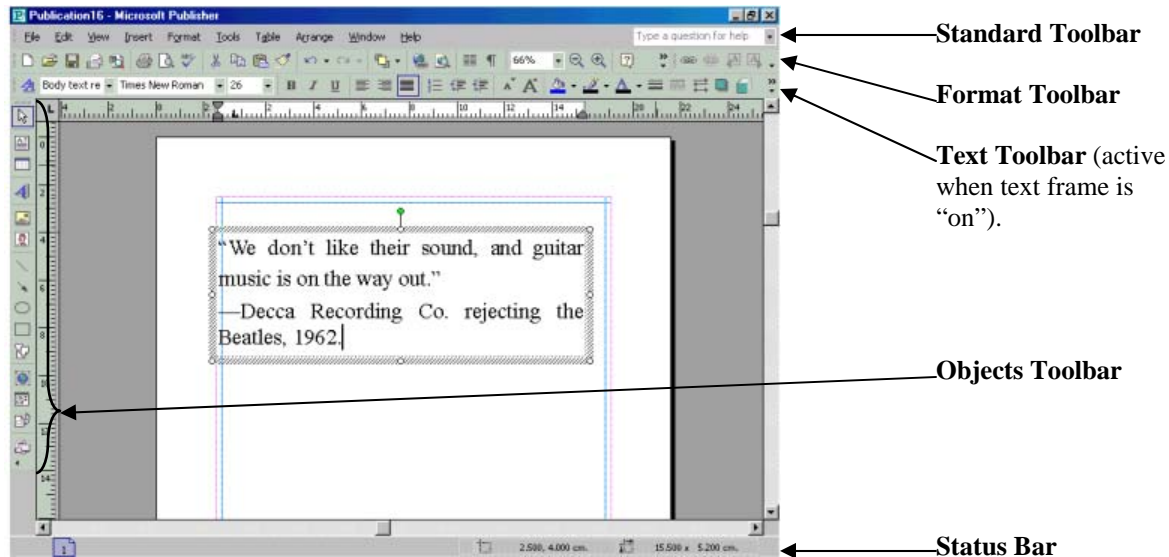 Publication16 - Microsoft Publisher
File Edit View Insert Format Tools Table Arrange Window Help Type a question for help
66%
Body text re Times New Roman 26 B I U
"We don't like their sound, and guitar
music is on the way out."
—Decca Recording Co. rejecting the
Beatles, 1962.
1 2.500, 4.000 cm. 15.500 x 5.200 cm.
Standard Toolbar
Format Toolbar
Text Toolbar (active
when text frame is
"on").
Objects Toolbar
Status Bar